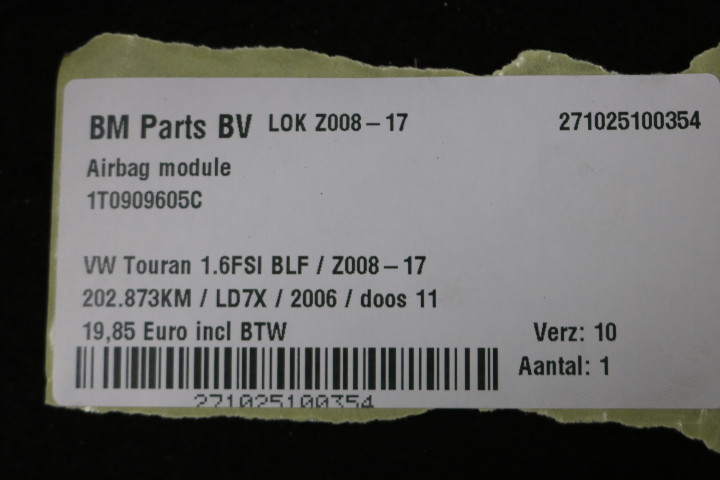 BM Parts BV LOK Z008-17 271025100354
Airbag module
1T0909605C
VW Touran 1.6FSI BLF / Z008-17
202.873KM / LD7X / 2006 / doos 11
19,85 Euro incl BTW Verz: 10
Aantal: 1
271025100354